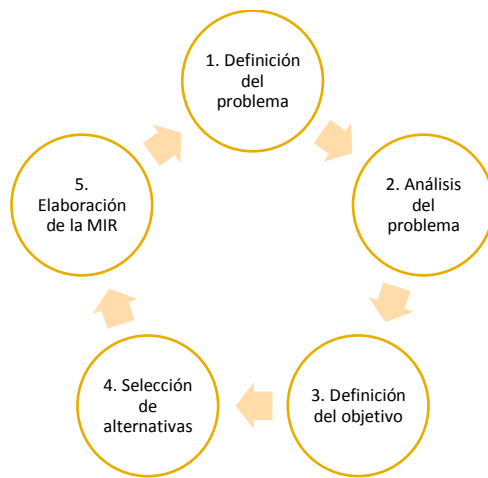 1. Definición
del
problema
2. Análisis
del
problema
3. Definición
del objetivo
4. Selección
de
alternativas
5.
Elaboración
de la MIR